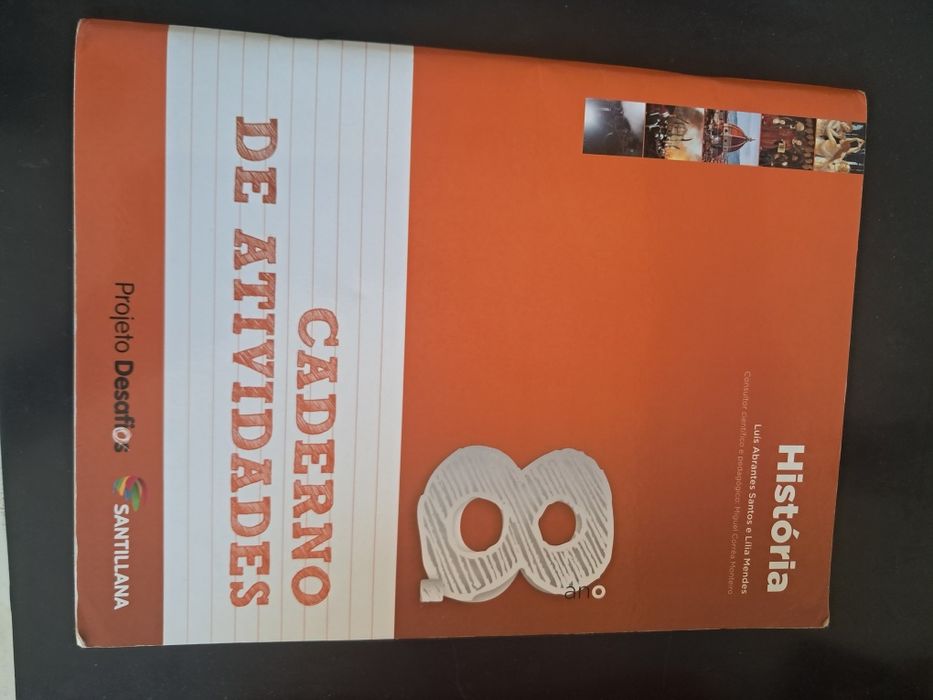 História
Luís Abrantes Santos e Lília Mendes
Consultor científico e pedagógico: Miguel Corrêa Monteiro
8.
ano
CADERNO
DE ATIVIDADES
Projeto Desafios
SANTILLANA